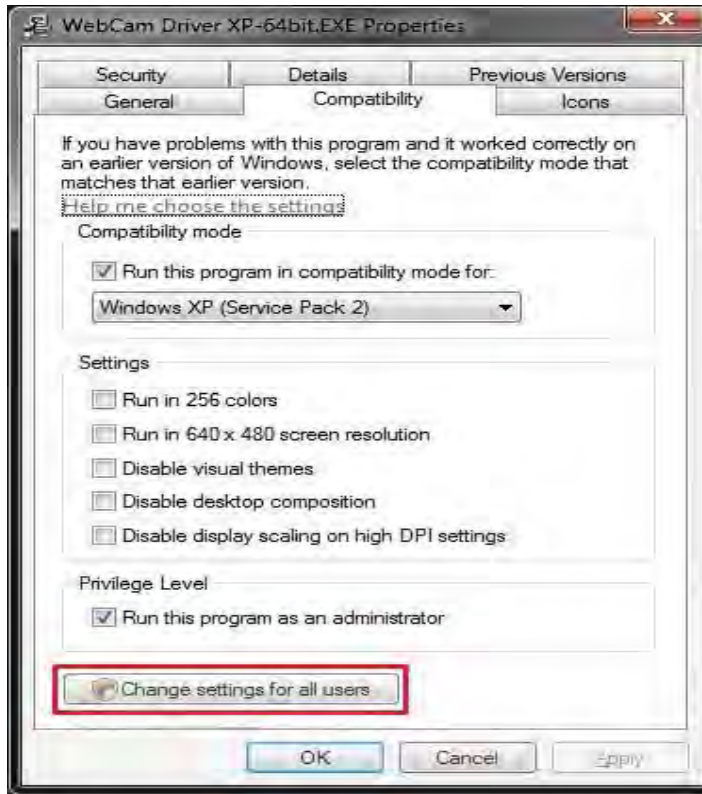 WebCam Driver XP-64bit.EXE Properties
Security Details Previous Versions
General Compatibility Icons
If you have problems with this program and it worked correctly on
an earlier version of Windows, select the compatibility mode that
matches that earlier version.
Help me choose the settings
Compatibility mode
Run this program in compatibility mode for:
Windows XP (Service Pack 2)
Settings
Run in 256 colors
Run in 640 x 480 screen resolution
Disable visual themes
Disable desktop composition
Disable display scaling on high DPI settings
Privilege Level
Run this program as an administrator
Change settings for all users
OK Cancel Apply